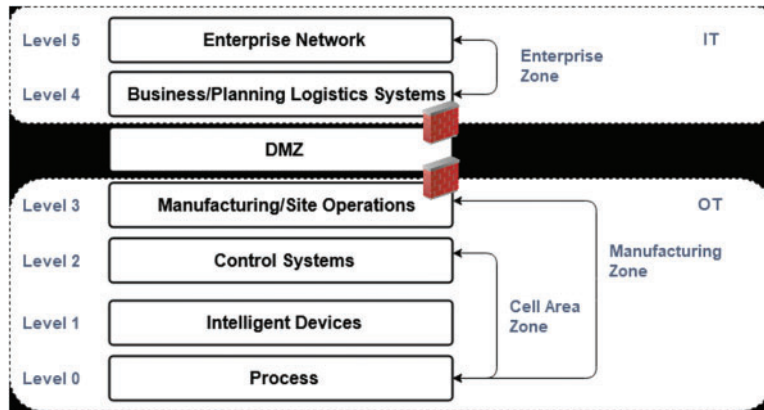 Level 5
Enterprise Network
IT
Enterprise
Zone
Level 4
Business/Planning Logistics Systems
DMZ
Level 3
Manufacturing/Site Operations
OT
Manufacturing
Zone
Level 2
Control Systems
Cell Area
Zone
Level 1
Intelligent Devices
Level 0
Process